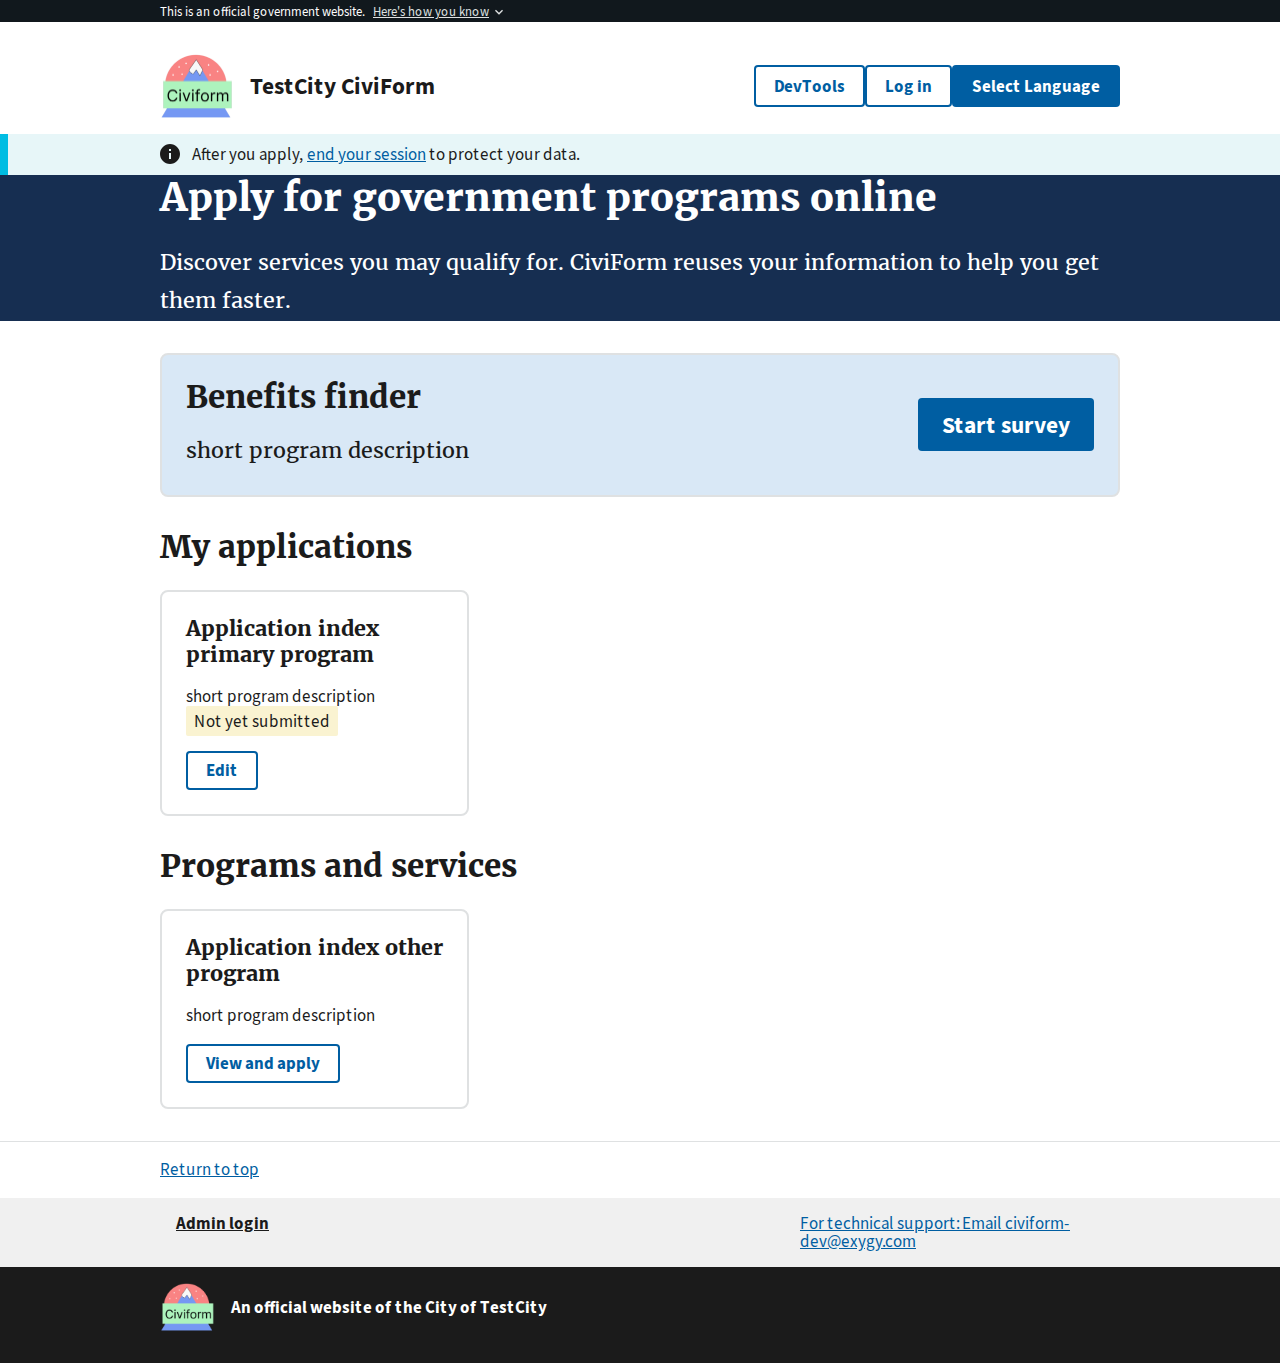 This is an official government website. Here's how you know
Civiform
TestCity CiviForm
DevTools
Log in
Select Language
After you apply, end your session to protect your data.
Apply for government programs online
Discover services you may qualify for. CiviForm reuses your information to help you get
them faster.
Benefits finder
short program description
Start survey
My applications
Application index
primary program
short program description
Not yet submitted
Edit
Programs and services
Application index other
program
short program description
View and apply
Return to top
Admin login
For technical support: Email civiform-
dev@exygy.com
Civiform
An official website of the City of TestCity